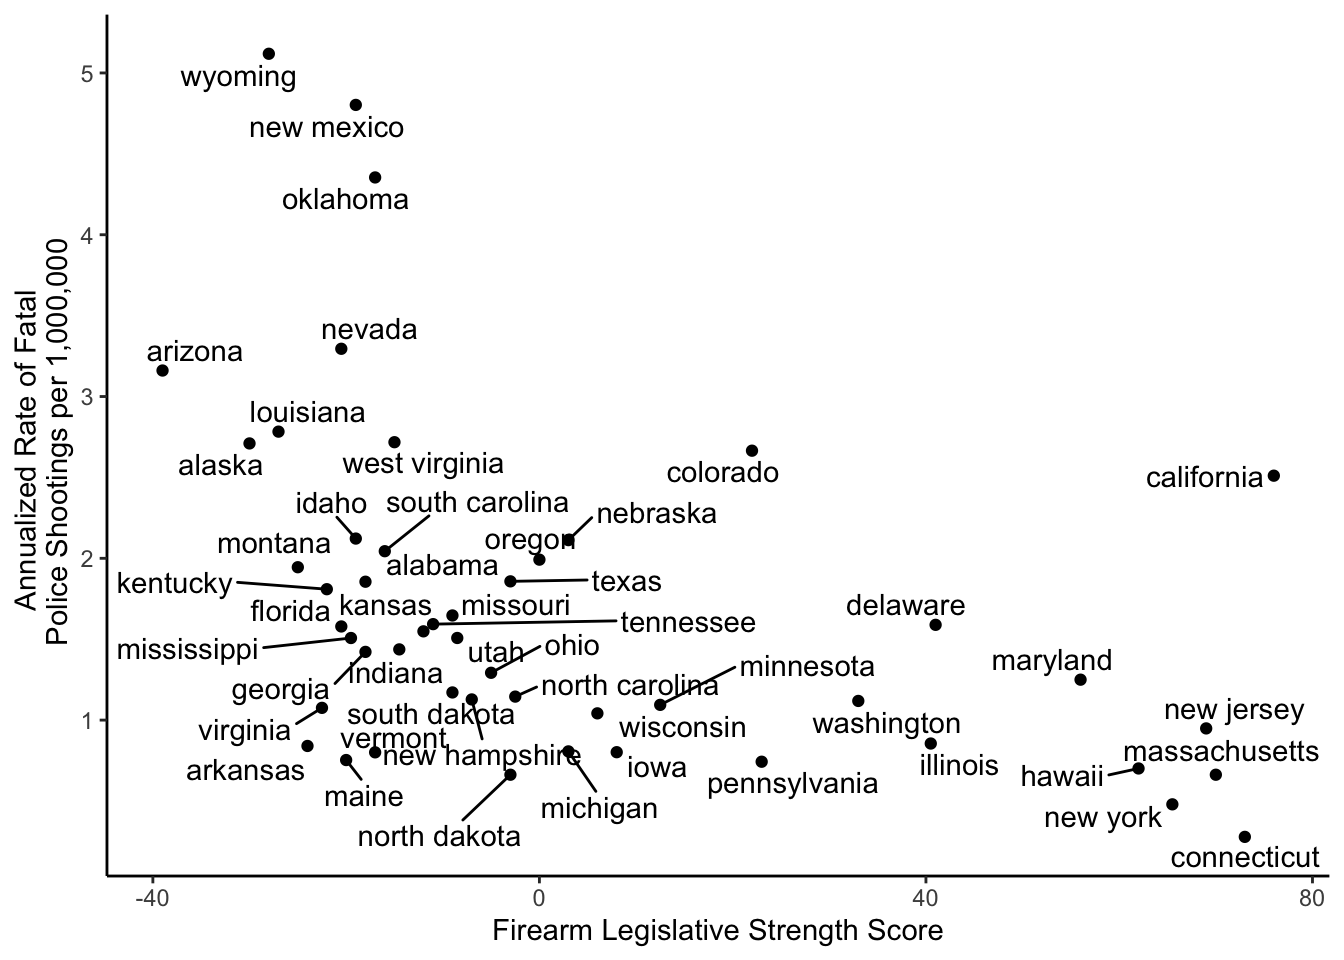 5
4
3
2
1
Annualized Rate of Fatal
Police Shootings per 1,000,000
wyoming
new mexico
oklahoma
nevada
arizona
louisiana
alaska
west virginia
colorado
california
idaho
south carolina
nebraska
montana
oregon
alabama
kentucky
texas
florida
kansas
missouri
delaware
tennessee
mississippi
utah
ohio
indiana
minnesota
maryland
georgia
north carolina
virginia
south dakota
wisconsin
washington
new jersey
vermont
new hampshire
massachusetts
arkansas
iowa
illinois
hawaii
pennsylvania
maine
michigan
new york
north dakota
connecticut
-40
0
40
80
Firearm Legislative Strength Score